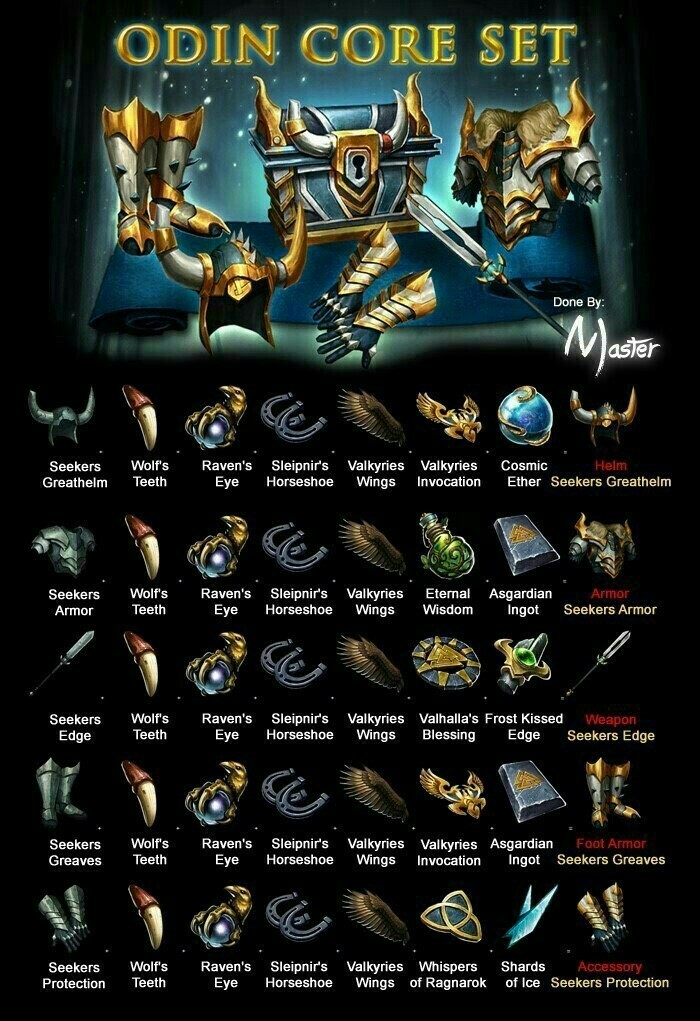 ODIN CORE SET
Done By:
Master
Seekers Wolf's Raven's Sleipnir's Valkyries Valkyries Cosmic Helm
Greathelm Teeth Eye Horseshoe Wings Invocation Ether Seekers Greathelm
Seekers Wolf's Raven's Sleipnir's Valkyries Eternal Asgardian Armor
Armor Teeth Eye Horseshoe Wings Wisdom Ingot Seekers Armor
Seekers Wolf's Raven's Sleipnir's Valkyries Valhalla's Frost Kissed Weapon
Edge Teeth Eye Horseshoe Wings Blessing Edge Seekers Edge
Seekers Wolf's Raven's Sleipnir's Valkyries Valkyries Asgardian Foot Armor
Greaves Teeth Eye Horseshoe Wings Invocation Ingot Seekers Greaves
Seekers Wolf's Raven's Sleipnir's Valkyries Whispers Shards Accessory
Protection Teeth Eye Horseshoe Wings of Ragnarok of Ice Seekers Protection